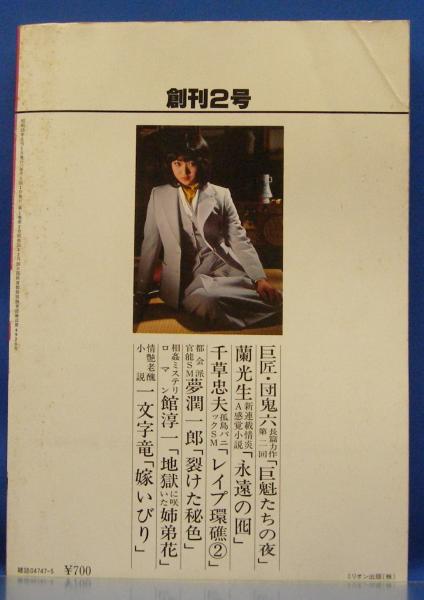 創刊2号
巨匠・団鬼六 長篇力作第二回「巨魁たちの夜」
蘭光生 新連載情炎A感覚小説「永遠の囮」
千草忠夫 孤島パニックSM「レイプ環礁②」
都会派官能SM 夢潤一郎「裂けた秘色」
相姦ミステリロマン 館淳一「地獄に咲いた姉弟花」
情艶老醜小説 一文字竜「嫁いびり」
雑誌04747-5 ¥700
ミリオン出版(株)